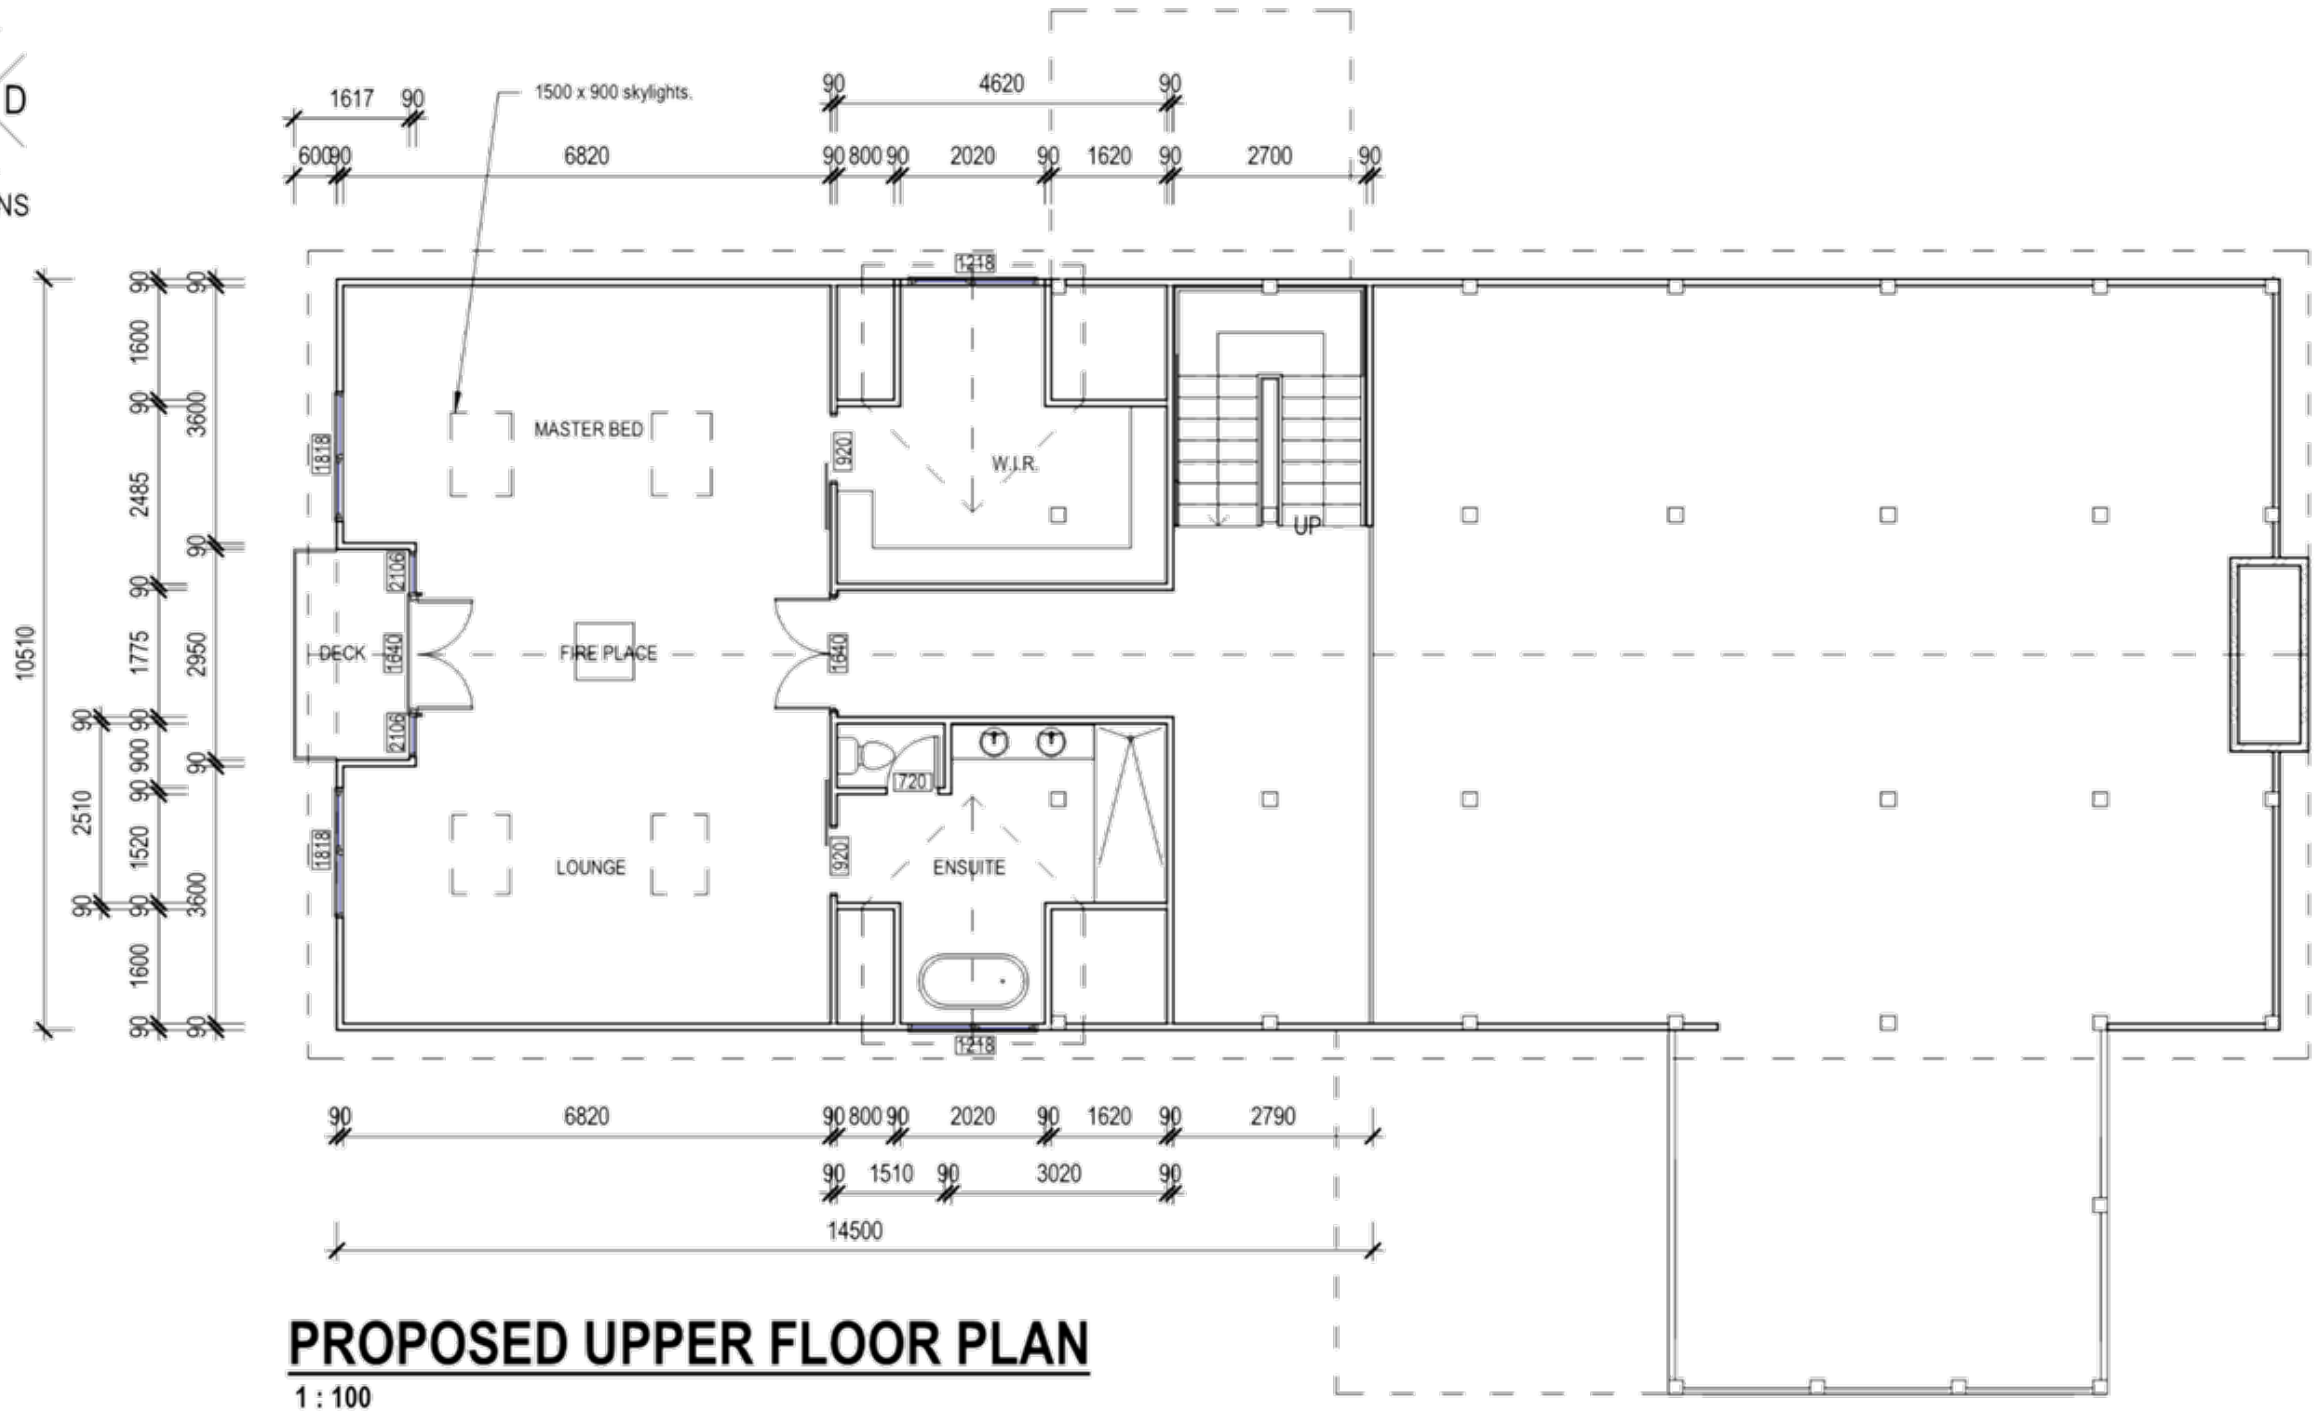 D
NS
1617 90
1500 x 900 skylights.
90 4620 90
600 90 6820 90 800 90 2020 90 1620 90 2700 90
1218
90 90
1600
90
3600
MASTER BED
1818
920
W.I.R.
2485
UP
90
2106
90
10510
1775
2950
DECK
1640
FIRE PLACE
1640
90 90
2106
900
90
90
720
2510
1520
1818
LOUNGE
920
ENSUITE
3600
90 90
1600
90 90
1218
90 6820 90 800 90 2020 90 1620 90 2790
90 1510 90 3020 90
14500
PROPOSED UPPER FLOOR PLAN
1 : 100